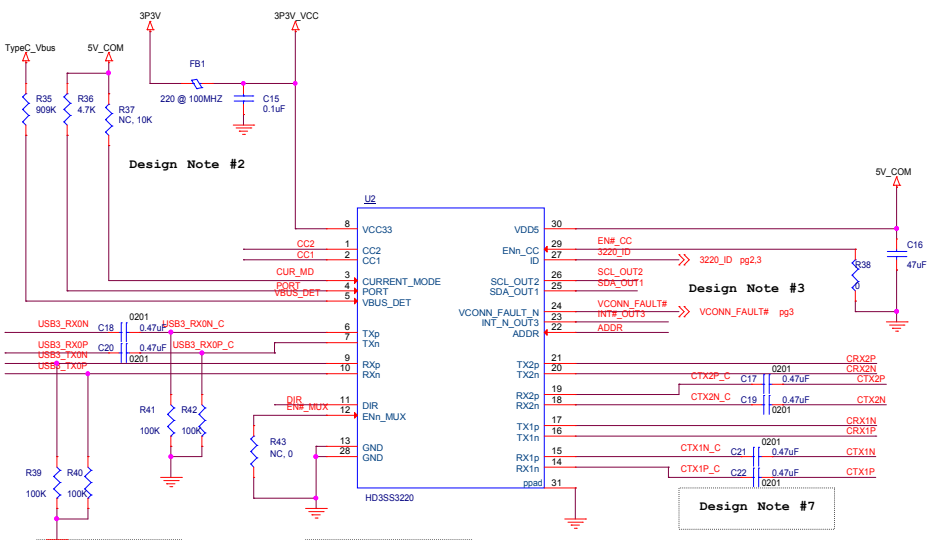 3P3V
3P3V_VCC
TypeC_Vbus
5V_COM
FB1
220 @ 100MHZ
C15
0.1uF
R35
909K
R36
4.7K
R37
NC, 10K
Design Note #2
5V_COM
U2
8 VCC33
VDD5 30
C16
47uF
CC2 1 CC2
CC1 2 CC1
ENn_CC 29 EN#_CC
ID 27 3220_ID
3220_ID pg2,3
R38
0
CUR_MD 3 CURRENT_MODE
PORT 4 PORT
VBUS_DET 5 VBUS_DET
SCL_OUT2 26 SCL_OUT2
SDA_OUT1 25 SDA_OUT1
Design Note #3
VCONN_FAULT_N 24 VCONN_FAULT#
VCONN_FAULT# pg3
INT_N_OUT3 23 INT#_OUT3
ADDR 22 ADDR
0201
USB3_RX0N C18 0.47uF USB3_RX0N_C 6 TXp
7 TXn
USB3_RX0P C20 0.47uF USB3_RX0P_C
0201
USB3_TX0N 9 RXp
USB3_TX0P 10 RXn
TX2p 21 CRX2P
TX2n 20 CRX2N
0201
RX2p 19 CTX2P_C C17 0.47uF CTX2P
RX2n 18 CTX2N_C C19 0.47uF CTX2N
0201
DIR 11 DIR
EN#_MUX 12 ENn_MUX
R41
100K
R42
100K
R43
NC, 0
TX1p 17 CRX1N
TX1n 16 CRX1P
0201
13 GND
28 GND
RX1p 15 CTX1N_C C21 0.47uF CTX1N
RX1n 14 CTX1P_C C22 0.47uF CTX1P
0201
ppad 31
R39
100K
R40
100K
HD3SS3220
Design Note #7